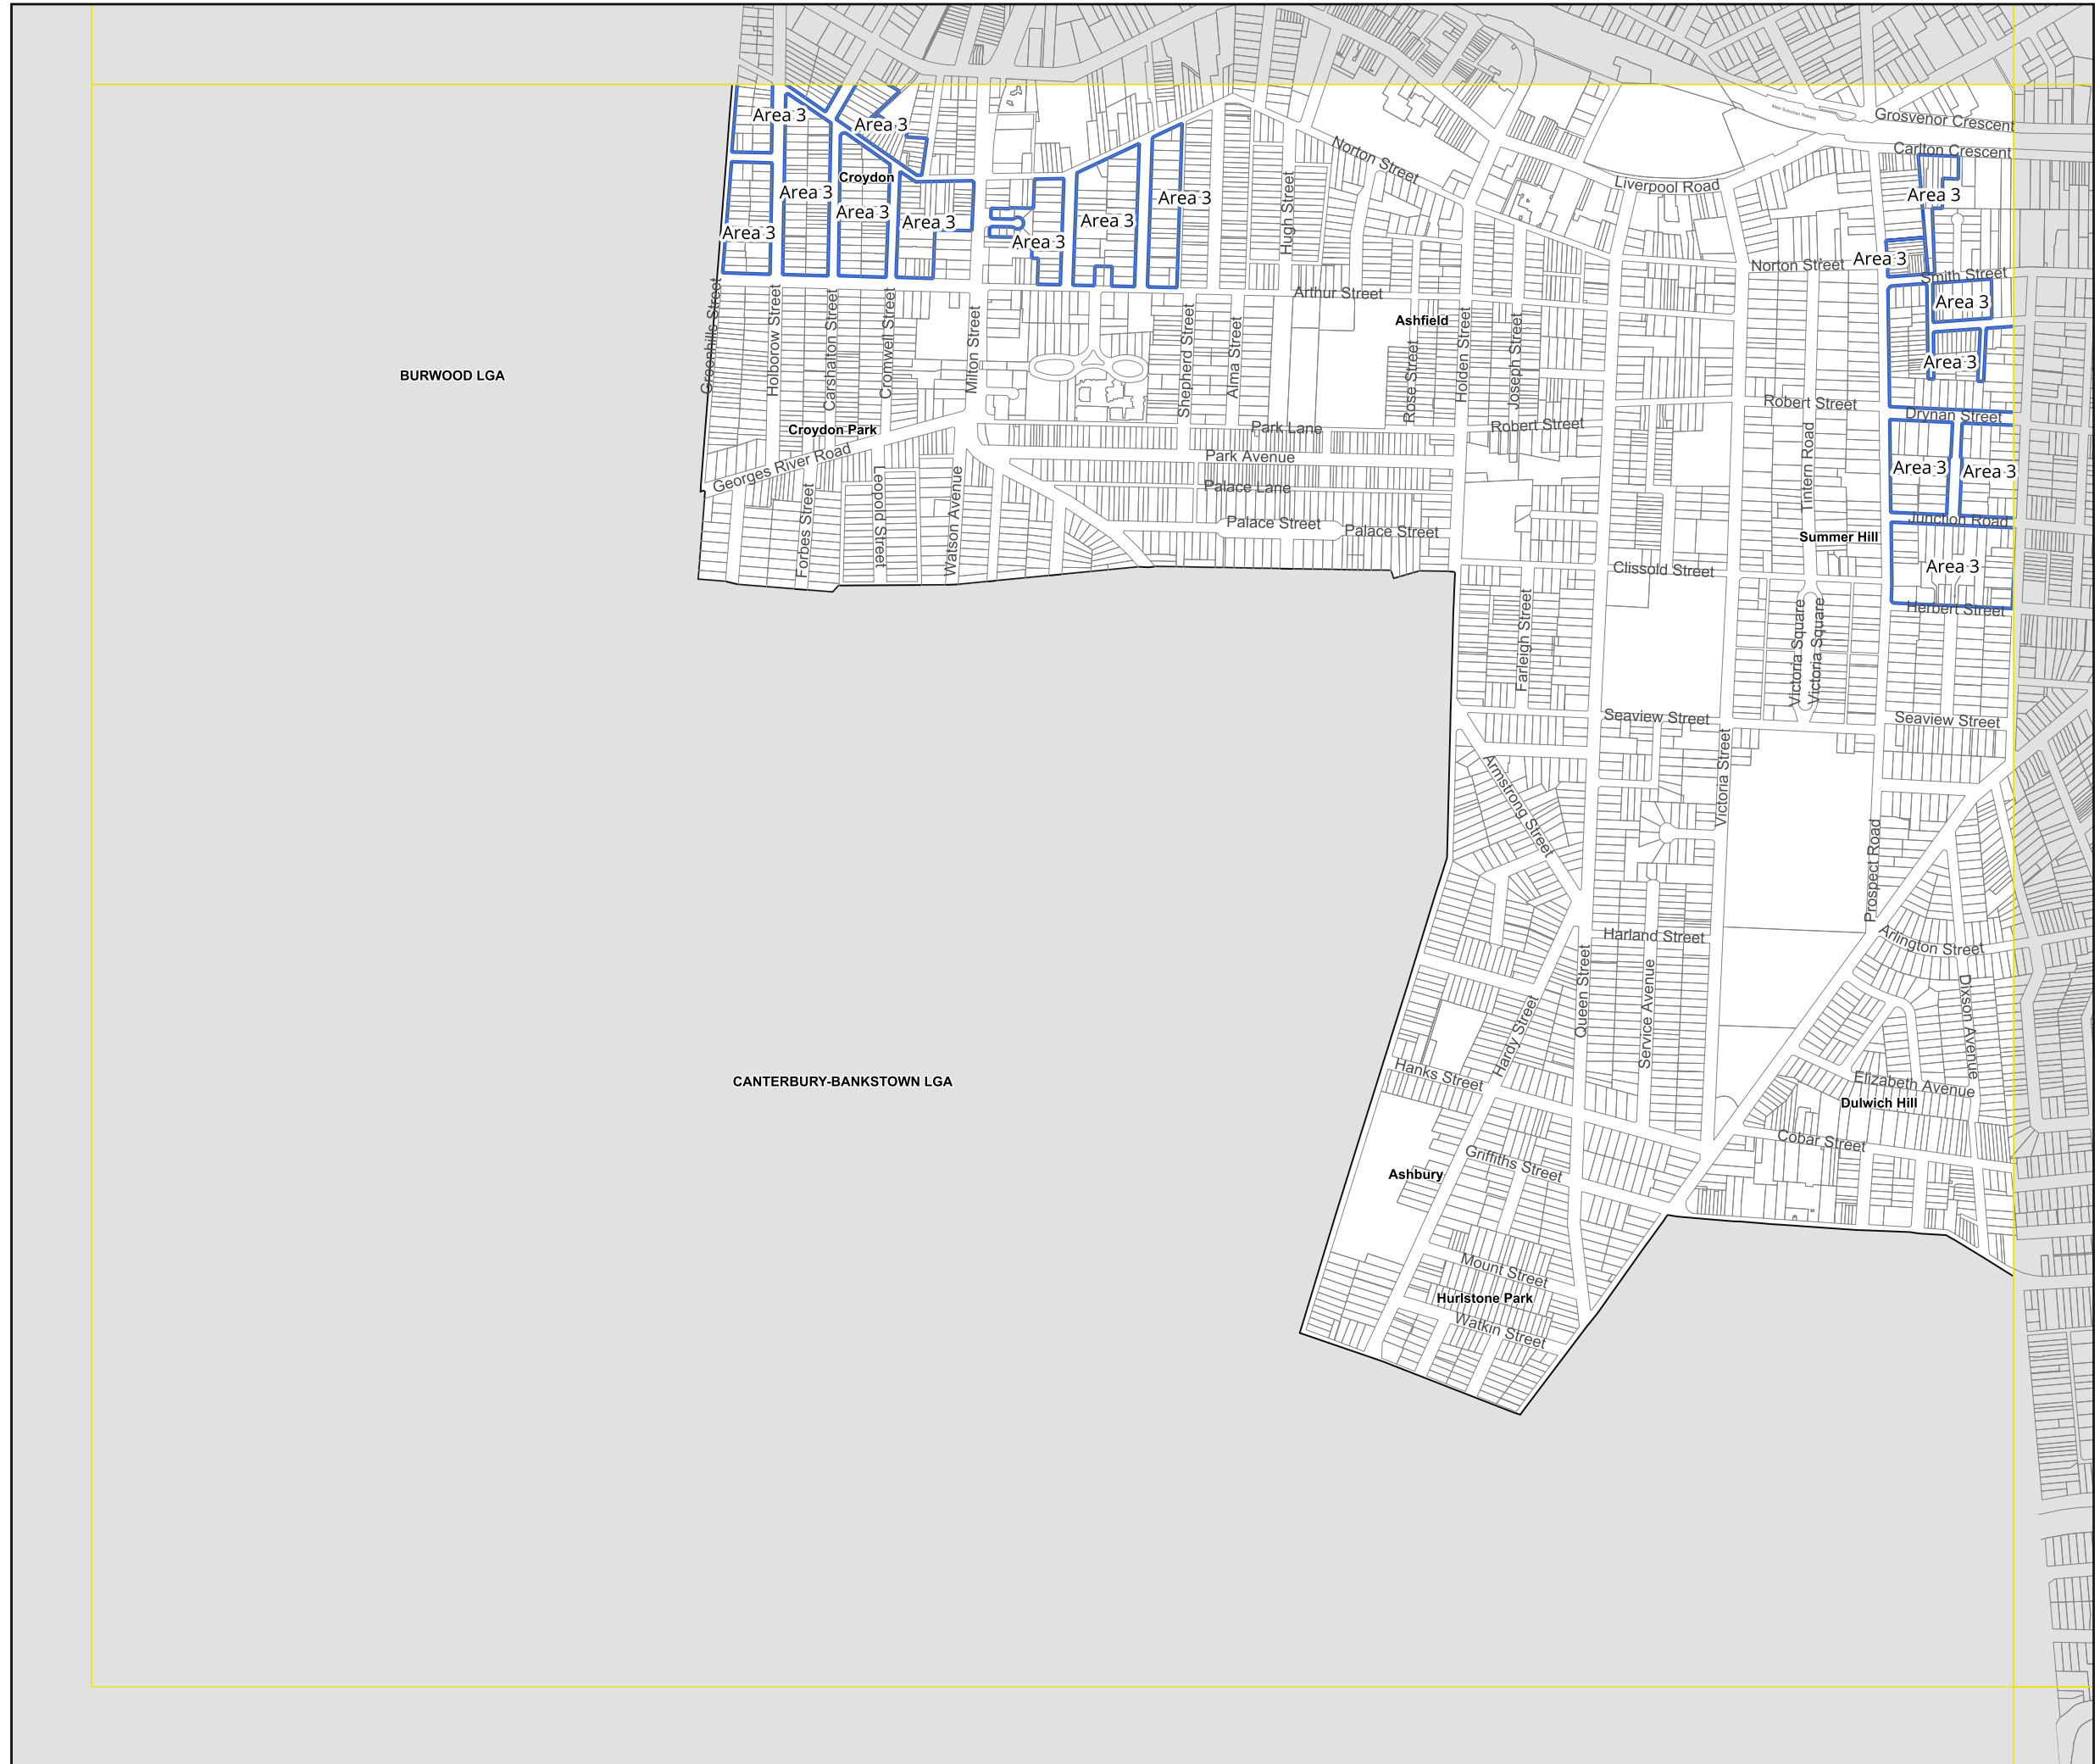 Main Suburban Railway
Grosvenor Crescent
Area 3
Area 3
Norton Street
Carlton Crescent
Croydon
Liverpool Road
Area 3
Area 3
Area 3
Area 3
Area 3
Area 3
Area 3
Area 3
Hugh Street
Area 3
Norton Street
Smith Street
Arthur Street
Area 3
Ashfield
Greenhills Street
Holborow Street
Carshalton Street
Cromwell Street
Milton Street
Shepherd Street
Alma Street
Rose Street
Holden Street
Joseph Street
Area 3
BURWOOD LGA
Robert Street
Drynan Street
Croydon Park
Park Lane
Robert Street
Park Avenue
Georges River Road
Tintern Road
Area 3
Area 3
Palace Lane
Forbes Street
Leopold Street
Watson Avenue
Palace Street
Palace Street
Junction Road
Summer Hill
Clissold Street
Area 3
Herbert Street
Farleigh Street
Victoria Square
Victoria Square
Seaview Street
Seaview Street
Armstrong Street
Victoria Street
Prospect Road
Harland Street
Arlington Street
Queen Street
Service Avenue
Hardy Street
Dixson Avenue
Hanks Street
CANTERBURY-BANKSTOWN LGA
Elizabeth Avenue
Dulwich Hill
Cobar Street
Griffiths Street
Ashbury
Mount Street
Hurlstone Park
Watkin Street